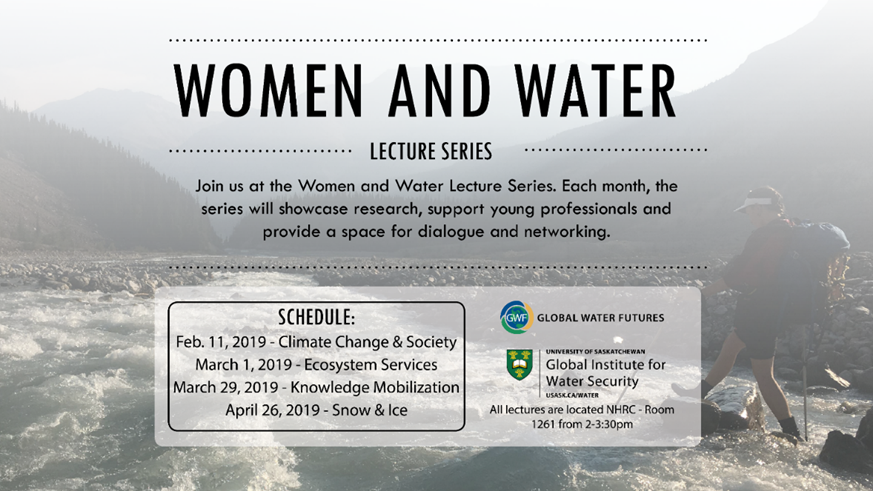 WOMEN AND WATER
LECTURE SERIES
Join us at the Women and Water Lecture Series. Each month, the
series will showcase research, support young professionals and
provide a space for dialogue and networking.
SCHEDULE:
Feb. 11, 2019 - Climate Change & Society
March 1, 2019 - Ecosystem Services
March 29, 2019 - Knowledge Mobilization
April 26, 2019 - Snow & Ice
GWF GLOBAL WATER FUTURES
UNIVERSITY OF SASKATCHEWAN
Global Institute for
Water Security
USASK.CA/WATER
All lectures are located NHRC - Room
1261 from 2-3:30pm